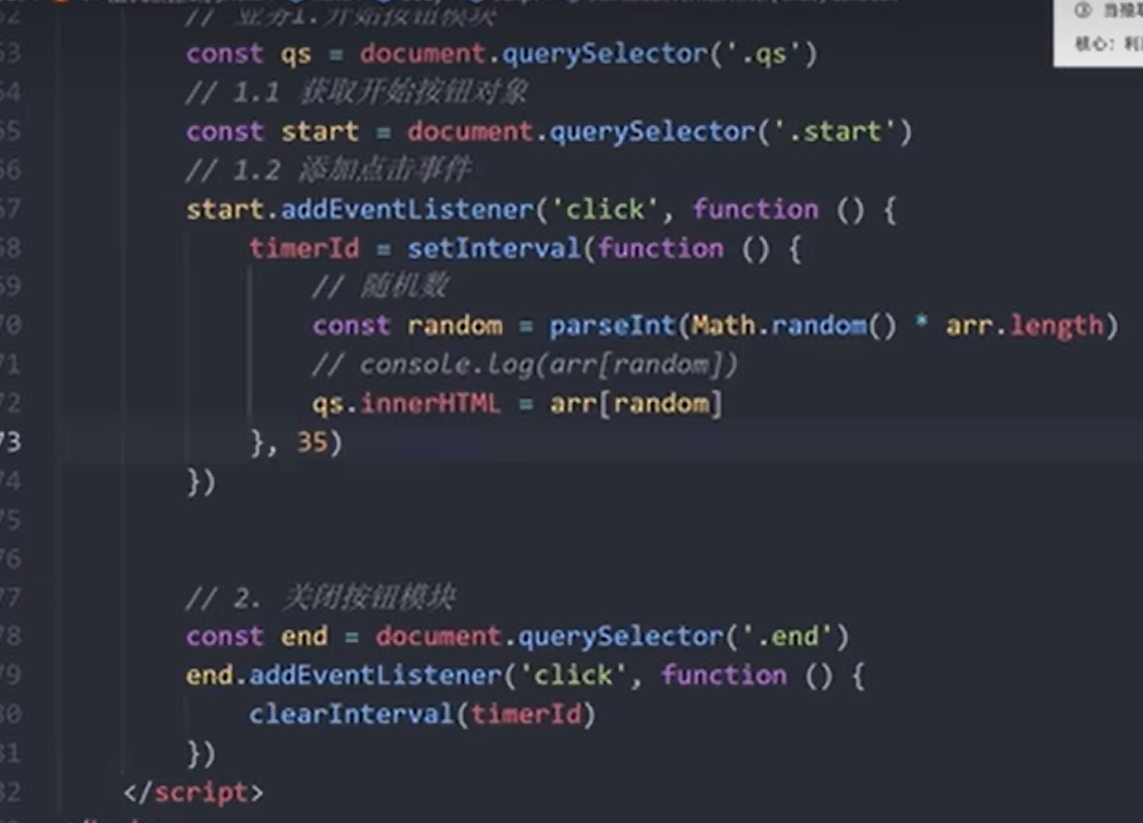 // 业务1.开始按钮模块
③ 当
63 const qs = document.querySelector('.qs')
核心：利
64 // 1.1 获取开始按钮对象
65 const start = document.querySelector('.start')
66 // 1.2 添加点击事件
67 start.addEventListener('click', function () {
68 timerId = setInterval(function () {
69 // 随机数
70 const random = parseInt(Math.random() * arr.length)
71 // console.log(arr[random])
72 qs.innerHTML = arr[random]
73 }, 35)
74 })
75
76
77 // 2. 关闭按钮模块
78 const end = document.querySelector('.end')
79 end.addEventListener('click', function () {
80 clearInterval(timerId)
81 })
82 </script>